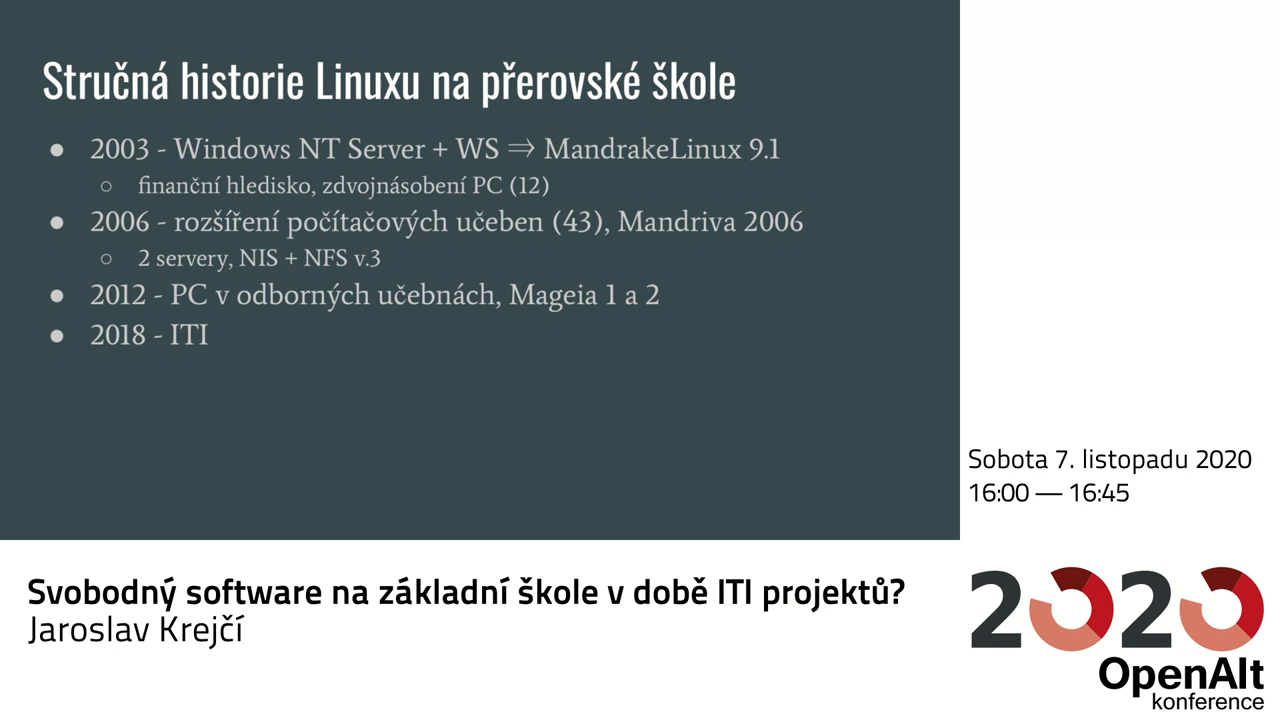 Stručná historie Linuxu na přerovské škole
● 2003 - Windows NT Server + WS ⇒ MandrakeLinux 9.1
○ finanční hledisko, zdvojnásobení PC (12)
● 2006 - rozšíření počítačových učeben (43), Mandriva 2006
○ 2 servery, NIS + NFS v.3
● 2012 - PC v odborných učebnách, Mageia 1 a 2
● 2018 - ITI
Sobota 7. listopadu 2020
16:00 — 16:45
Svobodný software na základní škole v době ITI projektů?
Jaroslav Krejčí
2020
OpenAlt
konference